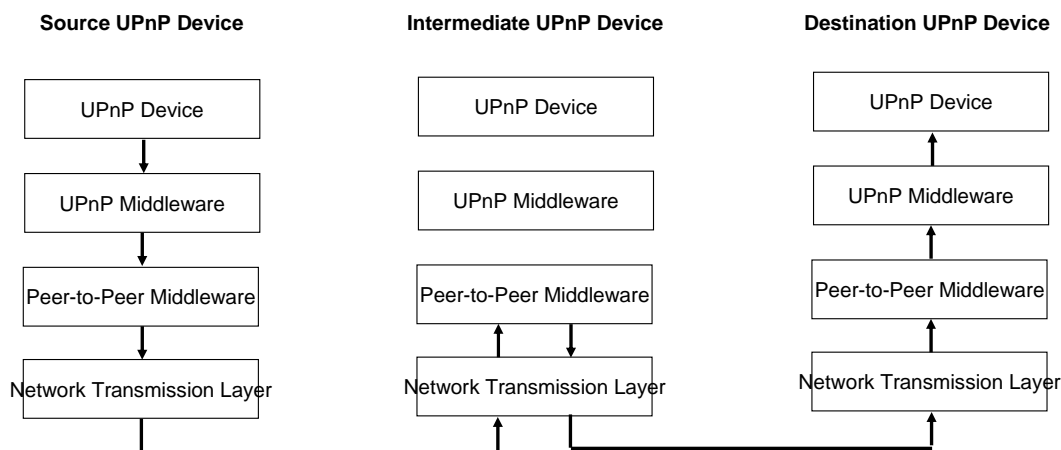 Source UPnP Device
Intermediate UPnP Device
Destination UPnP Device
UPnP Device
UPnP Device
UPnP Device
UPnP Middleware
UPnP Middleware
UPnP Middleware
Peer-to-Peer Middleware
Peer-to-Peer Middleware
Peer-to-Peer Middleware
Network Transmission Layer
Network Transmission Layer
Network Transmission Layer